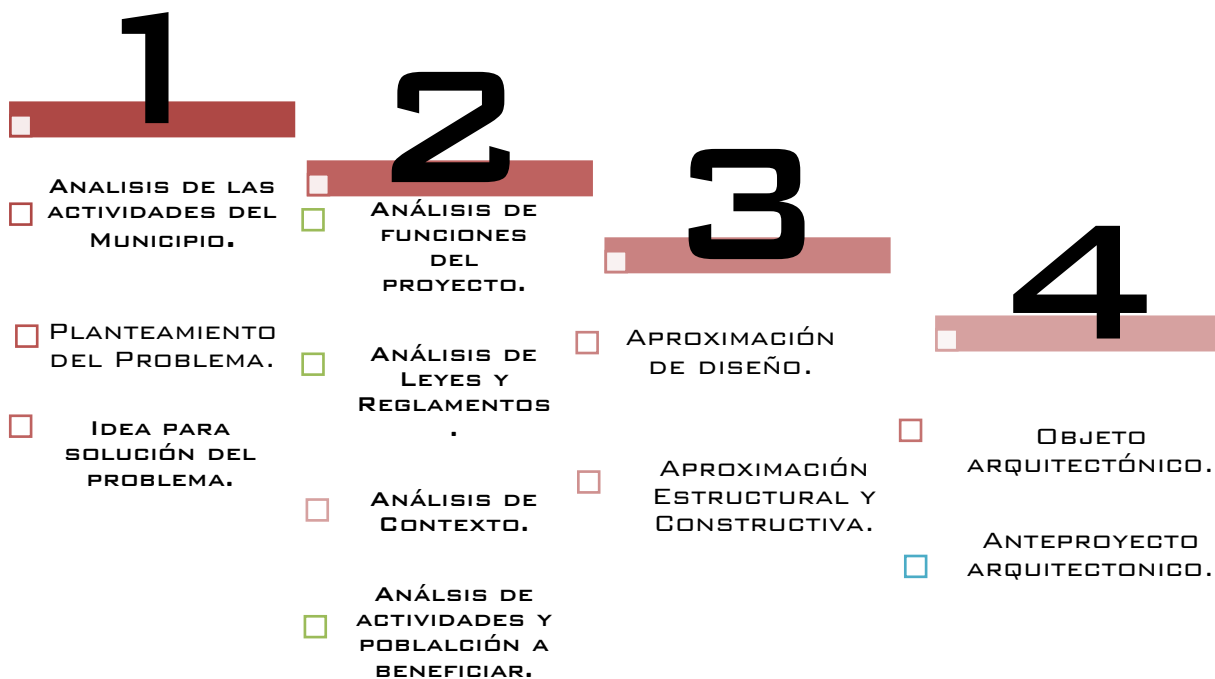 1
Analisis de las
actividades del
Municipio.
Planteamiento
del Problema.
Idea para
solución del
problema.
2
Análisis de
funciones
del
proyecto.
Análisis de
Leyes y
Reglamentos
.
Análisis de
Contexto.
Análsis de
actividades y
poblalción a
beneficiar.
3
Aproximación
de diseño.
Aproximación
Estructural y
Constructiva.
4
Objeto
arquitectónico.
Anteproyecto
arquitectonico.